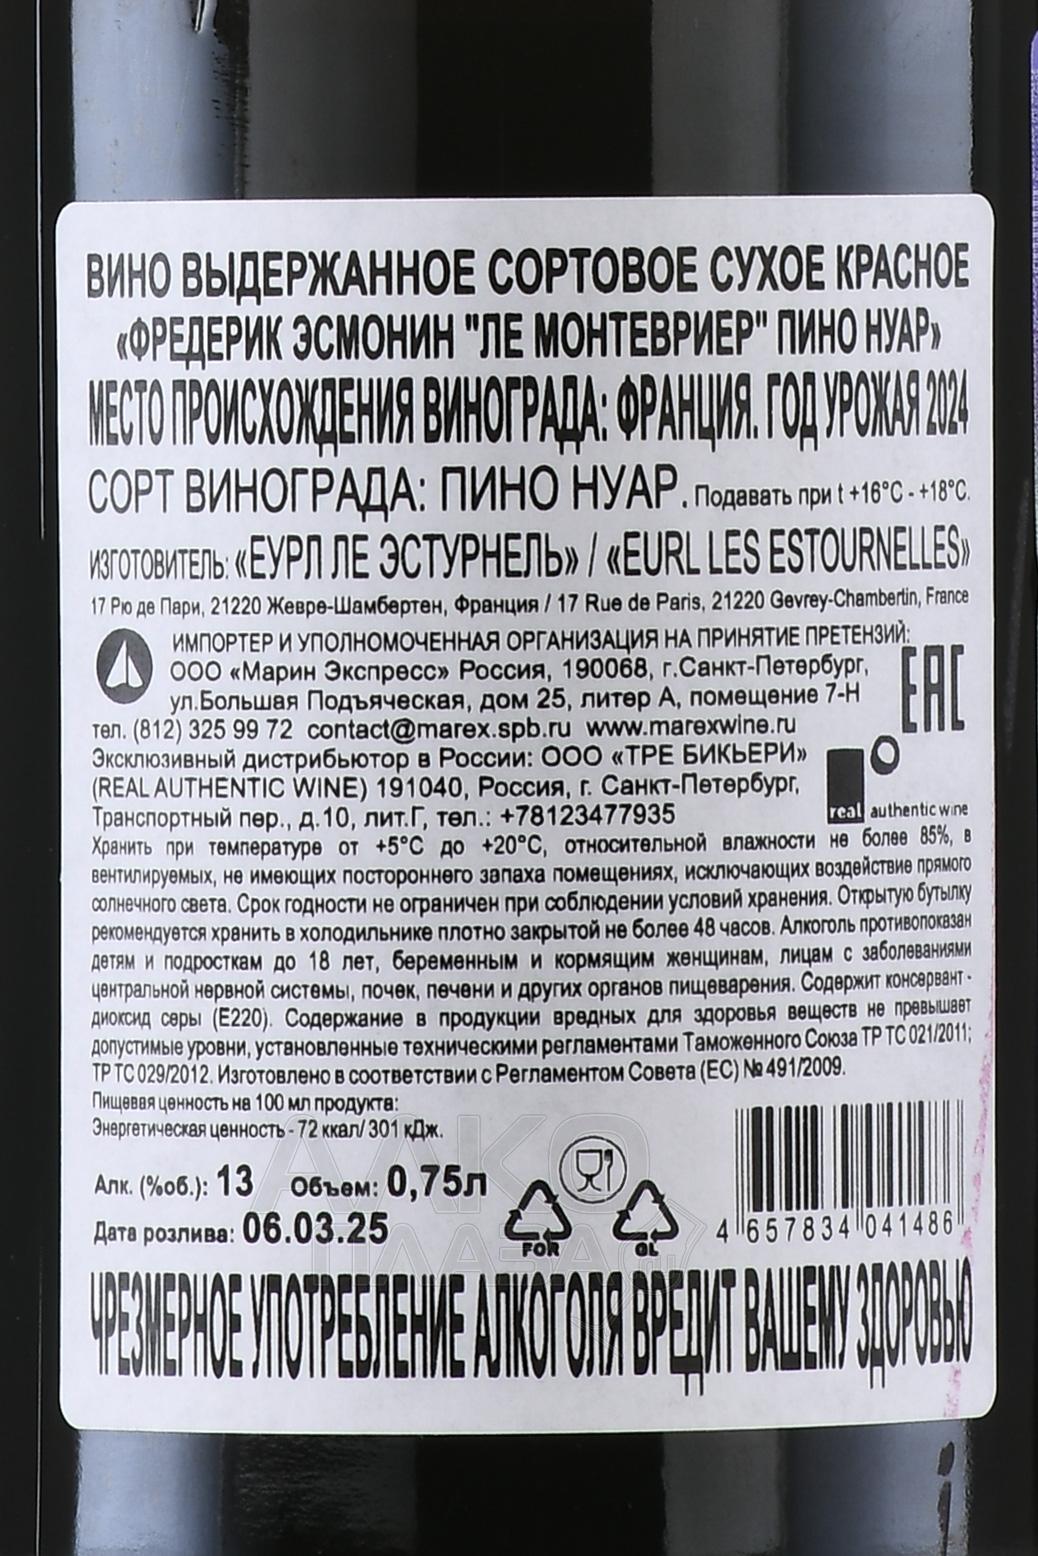 ВИНО ВЫДЕРЖАННОЕ СОРТОВОЕ СУХОЕ КРАСНОЕ
«ФРЕДЕРИК ЭСМОНИН "ЛЕ МОНТЕВРИЕР" ПИНО НУАР»
МЕСТО ПРОИСХОЖДЕНИЯ ВИНОГРАДА: ФРАНЦИЯ. ГОД УРОЖАЯ 2024
СОРТ ВИНОГРАДА: ПИНО НУАР. Подавать при t +16°C - +18°C.
ИЗГОТОВИТЕЛЬ: «ЕУРЛ ЛЕ ЭСТУРНЕЛЬ» / «EURL LES ESTOURNELLES»
17 Рю де Пари, 21220 Жевре-Шамбертен, Франция / 17 Rue de Paris, 21220 Gevrey-Chambertin, France
ИМПОРТЕР И УПОЛНОМОЧЕННАЯ ОРГАНИЗАЦИЯ НА ПРИНЯТИЕ ПРЕТЕНЗИЙ:
ООО «Марин Экспресс» Россия, 190068, г.Санкт-Петербург,
ул.Большая Подъяческая, дом 25, литер А, помещение 7-Н
EAC
тел. (812) 325 99 72 contact@marex.spb.ru www.marexwine.ru
Эксклюзивный дистрибьютор в России: ООО «ТРЕ БИКЬЕРИ»
(REAL AUTHENTIC WINE) 191040, Россия, г. Санкт-Петербург,
Транспортный пер., д.10, лит.Г, тел.: +78123477935
real authentic wine
Хранить при температуре от +5°C до +20°C, относительной влажности не более 85%, в
вентилируемых, не имеющих постороннего запаха помещениях, исключающих воздействие прямого
солнечного света. Срок годности не ограничен при соблюдении условий хранения. Открытую бутылку
рекомендуется хранить в холодильнике плотно закрытой не более 48 часов. Алкоголь противопоказан
детям и подросткам до 18 лет, беременным и кормящим женщинам, лицам с заболеваниями
центральной нервной системы, почек, печени и других органов пищеварения. Содержит консервант -
диоксид серы (Е220). Содержание в продукции вредных для здоровья веществ не превышает
допустимые уровни, установленные техническими регламентами Таможенного Союза ТР ТС 021/2011;
ТР ТС 029/2012. Изготовлено в соответствии с Регламентом Совета (ЕС) № 491/2009.
Пищевая ценность на 100 мл продукта:
Энергетическая ценность - 72 ккал/ 301 кДж.
Алк. (%об.): 13 Объем: 0,75л
Дата розлива: 06.03.25
FOR GL
4 657834 041486
АЛКО
ПЛАЗА
ЧРЕЗМЕРНОЕ УПОТРЕБЛЕНИЕ АЛКОГОЛЯ ВРЕДИТ ВАШЕМУ ЗДОРОВЬЮ